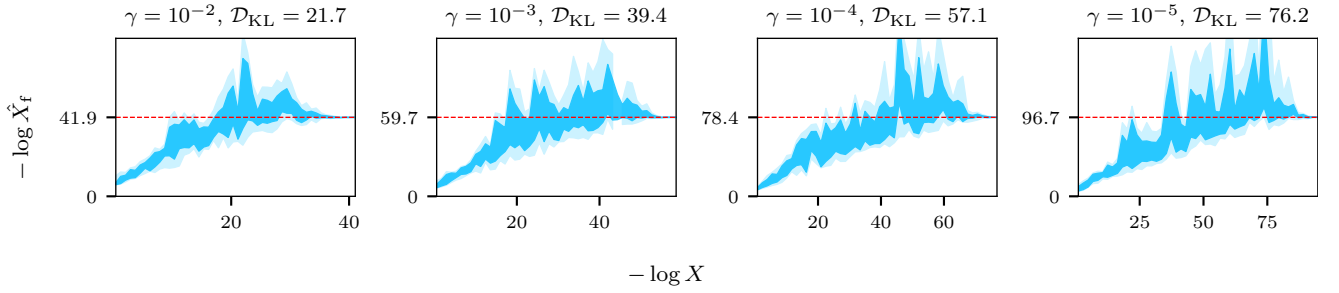 γ = 10⁻², 𝒟_KL = 21.7
γ = 10⁻³, 𝒟_KL = 39.4
γ = 10⁻⁴, 𝒟_KL = 57.1
γ = 10⁻⁵, 𝒟_KL = 76.2
− log X̂_f
41.9
0
20 40
59.7
0
20 40
78.4
0
20 40 60
96.7
0
25 50 75
− log X